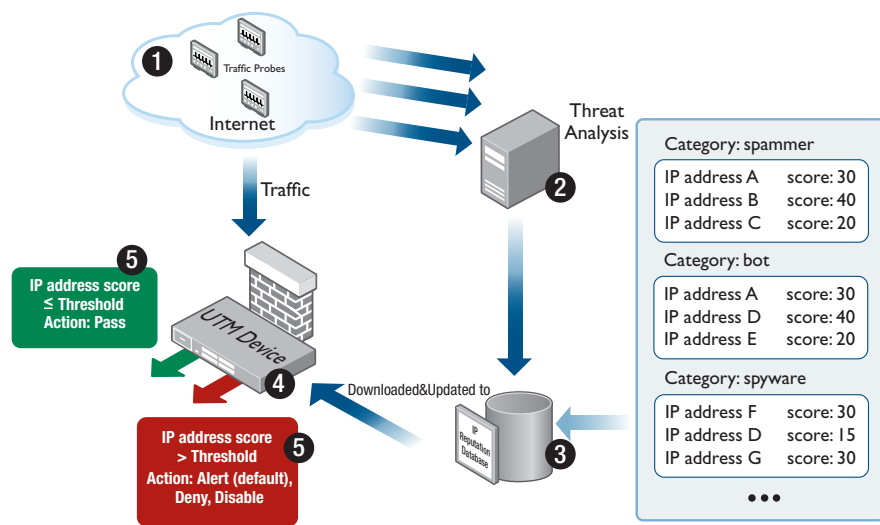 1
Traffic Probes
Internet
Threat
Analysis
2
Traffic
Category: spammer
IP address A score: 30
IP address B score: 40
IP address C score: 20
Category: bot
IP address A score: 30
IP address D score: 40
IP address E score: 20
Category: spyware
IP address F score: 30
IP address D score: 15
IP address G score: 30
•••
5
IP address score
≤ Threshold
Action: Pass
UTM Device
4
Downloaded&Updated to
IP
Reputation
Database
3
5
IP address score
> Threshold
Action: Alert (default),
Deny, Disable